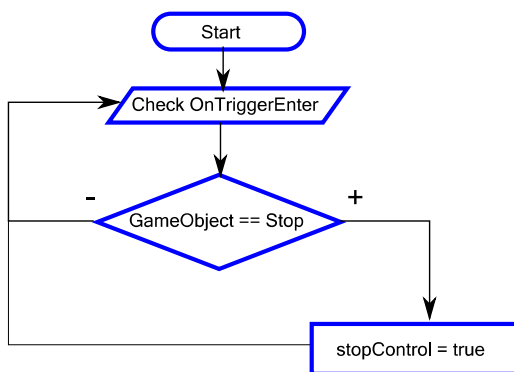 Start
Check OnTriggerEnter
GameObject == Stop
-
+
stopControl = true